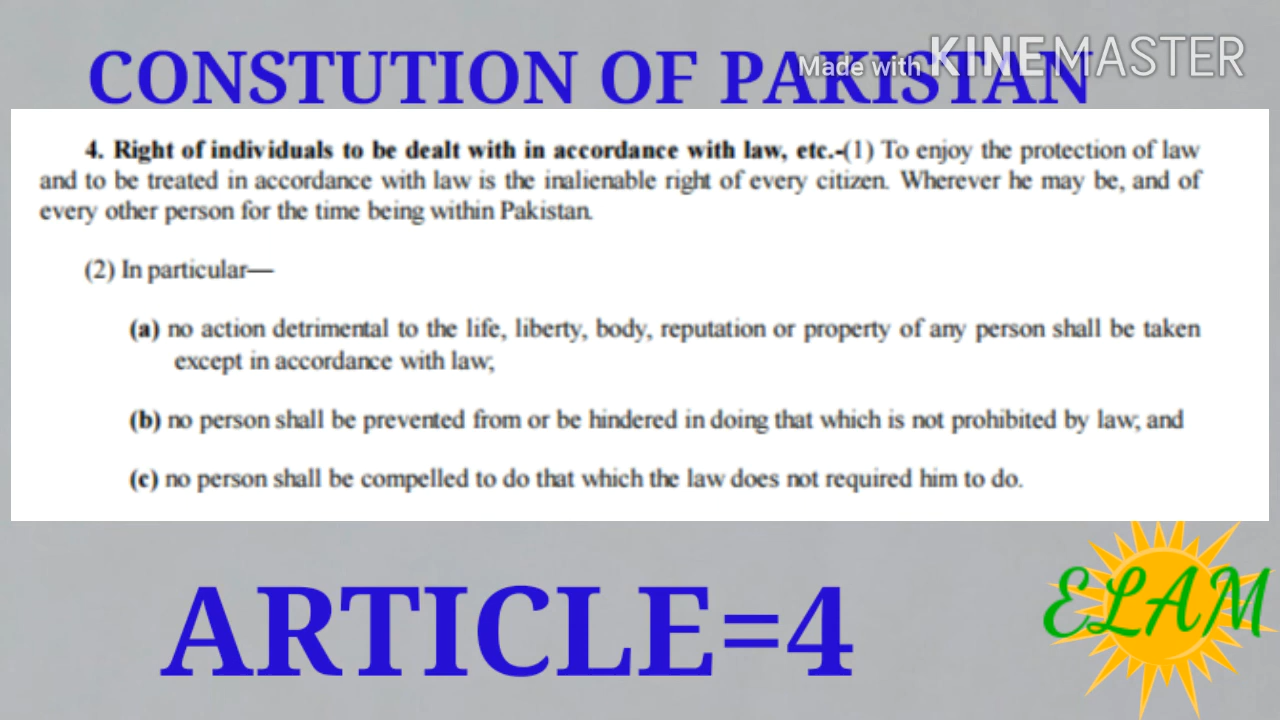 CONSTUTION OF PAKISTAN
Made with KINEMASTER
4. Right of individuals to be dealt with in accordance with law, etc.-(1) To enjoy the protection of law
and to be treated in accordance with law is the inalienable right of every citizen. Wherever he may be, and of
every other person for the time being within Pakistan.
(2) In particular—
(a) no action detrimental to the life, liberty, body, reputation or property of any person shall be taken
except in accordance with law;
(b) no person shall be prevented from or be hindered in doing that which is not prohibited by law; and
(c) no person shall be compelled to do that which the law does not required him to do.
ARTICLE=4
ELAM